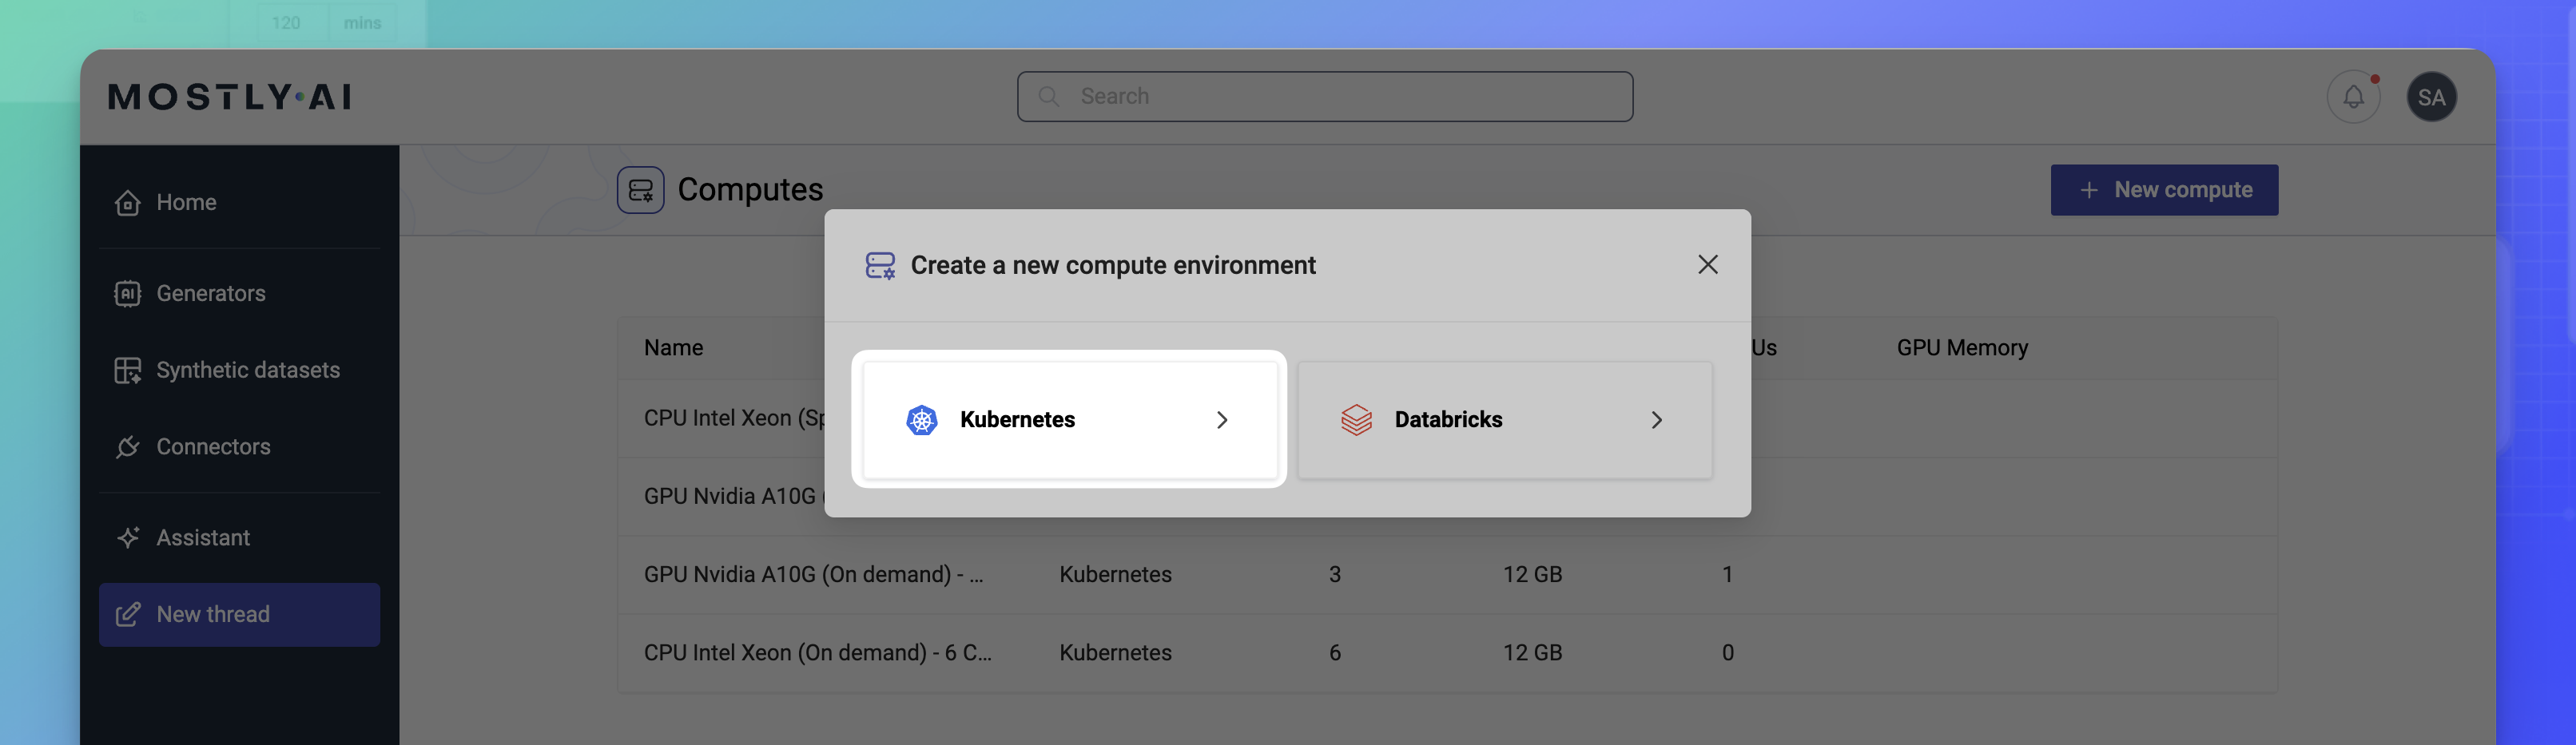 120 mins
MOSTLY·AI
Search
SA
Home
Generators
Synthetic datasets
Connectors
Assistant
New thread
Computes
+ New compute
Create a new compute environment
Kubernetes
Databricks
Name Us GPU Memory
CPU Intel Xeon (Sp
GPU Nvidia A10G (
GPU Nvidia A10G (On demand) - ... Kubernetes 3 12 GB 1
CPU Intel Xeon (On demand) - 6 C... Kubernetes 6 12 GB 0